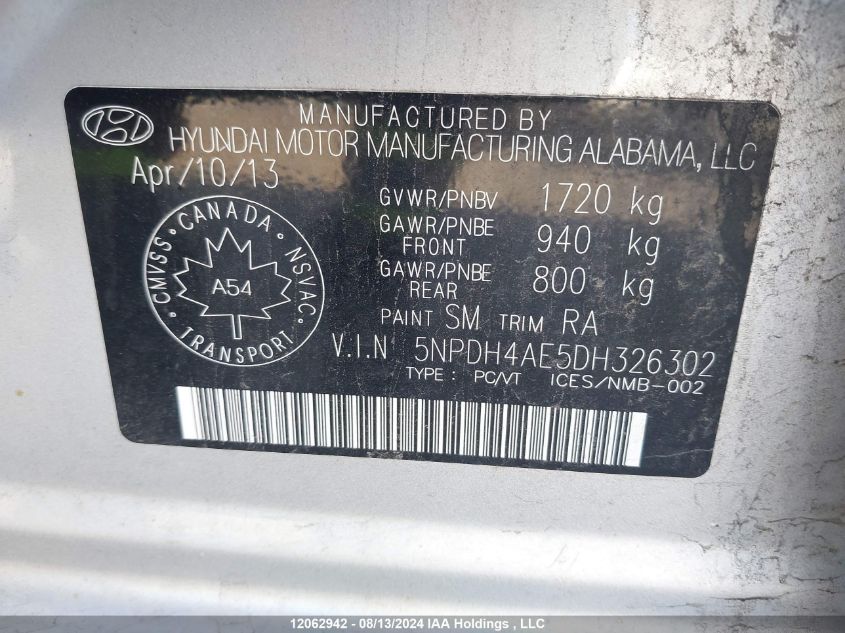 MANUFACTURED BY
HYUNDAI MOTOR MANUFACTURING ALABAMA, LLC
Apr/10/13
GVWR/PNBV 1720 kg
GAWR/PNBE FRONT 940 kg
GAWR/PNBE REAR 800 kg
PAINT SM TRIM RA
V.I.N 5NPDH4AE5DH326302
TYPE : PC/VT ICES/NMB-002
CANADA
CMVSS • NSVAC
A54
TRANSPORT
12062942 - 08/13/2024 IAA Holdings , LLC